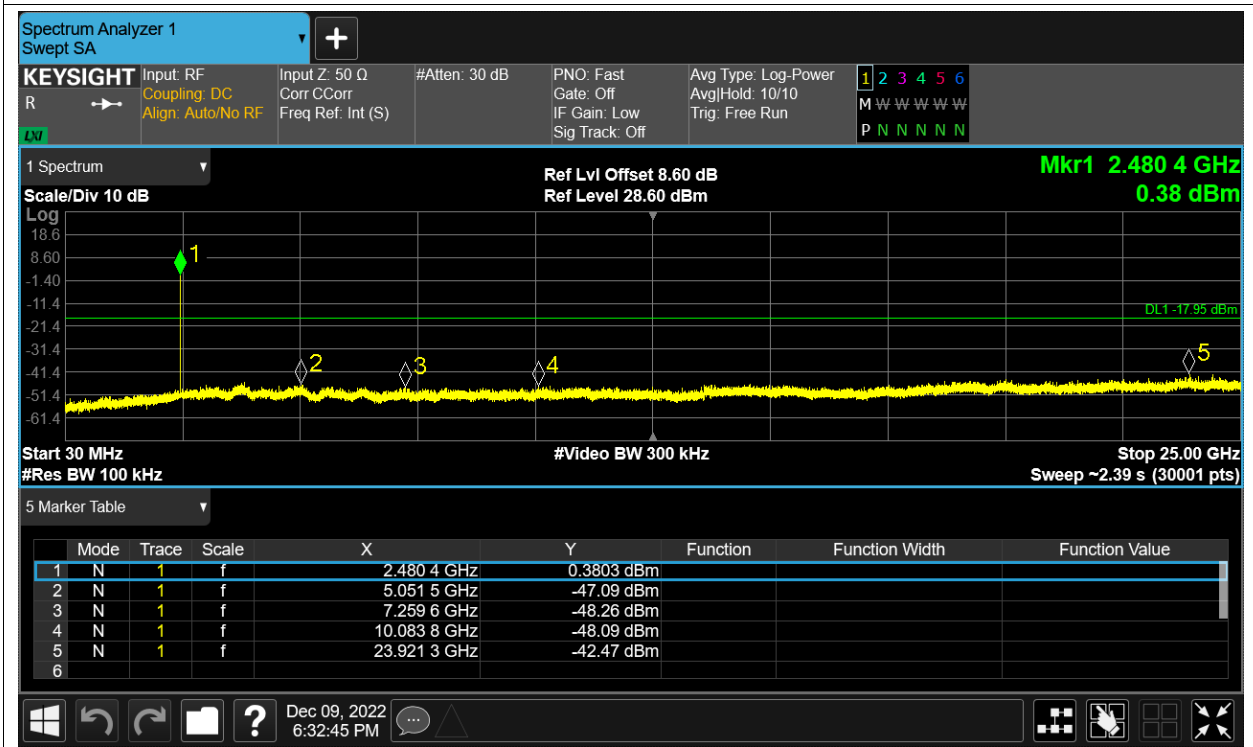 Spectrum Analyzer 1
Swept SA
KEYSIGHT
R
LXI
Input: RF
Coupling: DC
Align: Auto/No RF
Input Z: 50 Ω
Corr CCorr
Freq Ref: Int (S)
#Atten: 30 dB
PNO: Fast
Gate: Off
IF Gain: Low
Sig Track: Off
Avg Type: Log-Power
Avg|Hold: 10/10
Trig: Free Run
1 2 3 4 5 6
M W W W W W
P N N N N N
1 Spectrum
Scale/Div 10 dB
Ref Lvl Offset 8.60 dB
Ref Level 28.60 dBm
Mkr1 2.480 4 GHz
0.38 dBm
Log
18.6
8.60
-1.40
-11.4
-21.4
-31.4
-41.4
-51.4
-61.4
1
2
3
4
5
DL1 -17.95 dBm
Start 30 MHz
#Video BW 300 kHz
Stop 25.00 GHz
#Res BW 100 kHz
Sweep ~2.39 s (30001 pts)
5 Marker Table
Mode Trace Scale X Y Function Function Width Function Value
1 N 1 f 2.480 4 GHz 0.3803 dBm
2 N 1 f 5.051 5 GHz -47.09 dBm
3 N 1 f 7.259 6 GHz -48.26 dBm
4 N 1 f 10.083 8 GHz -48.09 dBm
5 N 1 f 23.921 3 GHz -42.47 dBm
6
?
Dec 09, 2022
6:32:45 PM